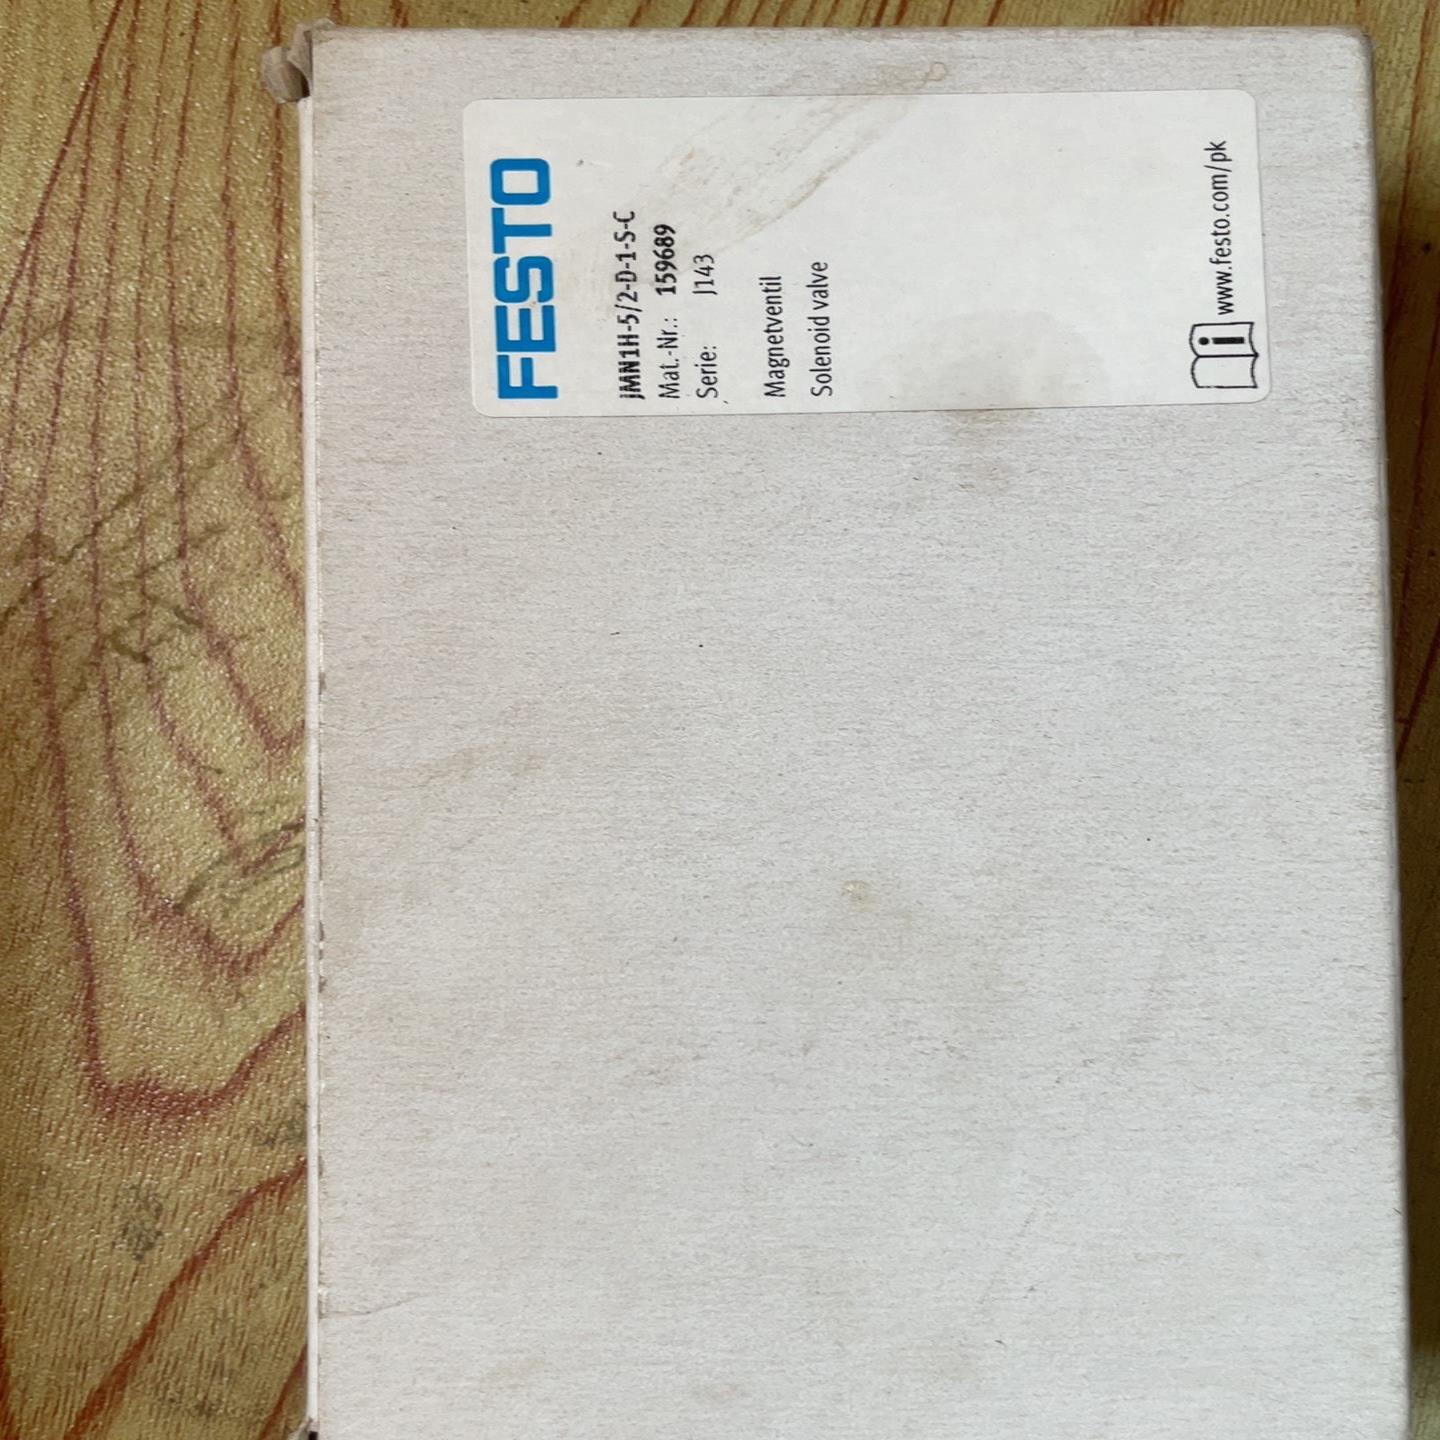 FESTO
JMN1H-5/2-D-1-S-C
Mat.-Nr.: 159689
Serie: J143
Magnetventil
Solenoid valve
i www.festo.com/pk